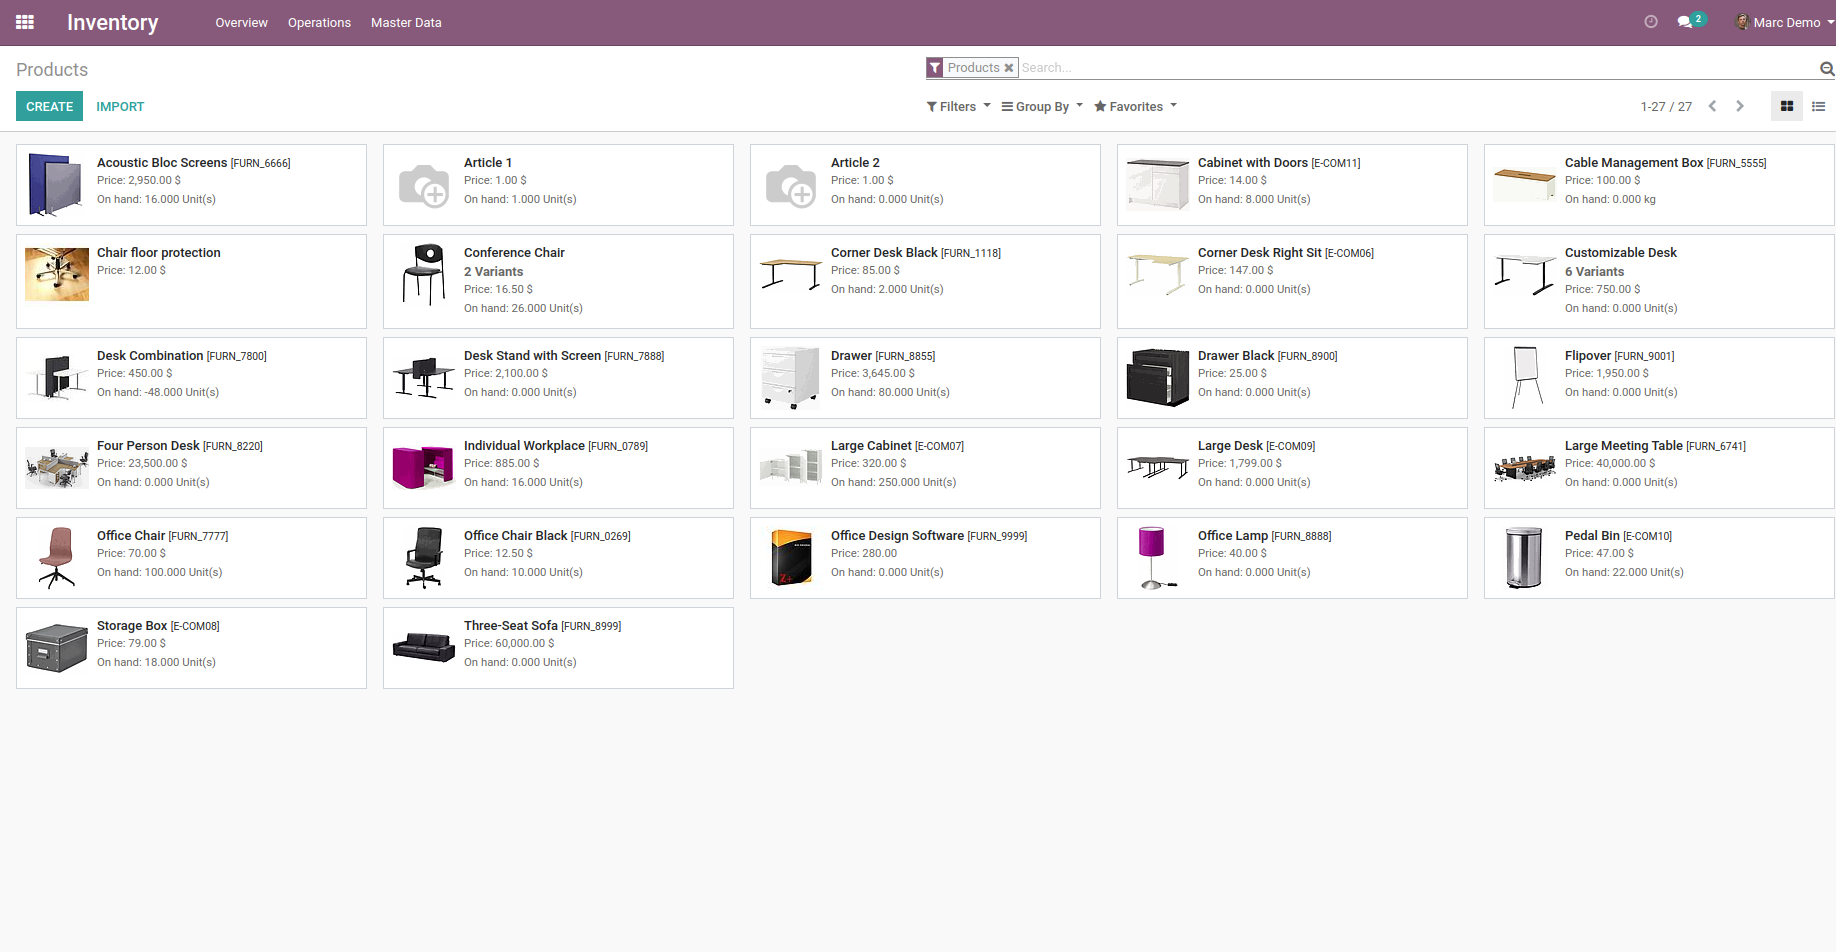 Inventory
Overview
Operations
Master Data
2
Marc Demo
Products
Products
Search...
CREATE
IMPORT
Filters
Group By
Favorites
1-27 / 27
Acoustic Bloc Screens [FURN_6666]
Price: 2,950.00 $
On hand: 16.000 Unit(s)
Article 1
Price: 1.00 $
On hand: 1.000 Unit(s)
Article 2
Price: 1.00 $
On hand: 0.000 Unit(s)
Cabinet with Doors [E-COM11]
Price: 14.00 $
On hand: 8.000 Unit(s)
Cable Management Box [FURN_5555]
Price: 100.00 $
On hand: 0.000 kg
Chair floor protection
Price: 12.00 $
Conference Chair
2 Variants
Price: 16.50 $
On hand: 26.000 Unit(s)
Corner Desk Black [FURN_1118]
Price: 85.00 $
On hand: 2.000 Unit(s)
Corner Desk Right Sit [E-COM06]
Price: 147.00 $
On hand: 0.000 Unit(s)
Customizable Desk
6 Variants
Price: 750.00 $
On hand: 0.000 Unit(s)
Desk Combination [FURN_7800]
Price: 450.00 $
On hand: -48.000 Unit(s)
Desk Stand with Screen [FURN_7888]
Price: 2,100.00 $
On hand: 0.000 Unit(s)
Drawer [FURN_8855]
Price: 3,645.00 $
On hand: 80.000 Unit(s)
Drawer Black [FURN_8900]
Price: 25.00 $
On hand: 0.000 Unit(s)
Flipover [FURN_9001]
Price: 1,950.00 $
On hand: 0.000 Unit(s)
Four Person Desk [FURN_8220]
Price: 23,500.00 $
On hand: 0.000 Unit(s)
Individual Workplace [FURN_0789]
Price: 885.00 $
On hand: 16.000 Unit(s)
Large Cabinet [E-COM07]
Price: 320.00 $
On hand: 250.000 Unit(s)
Large Desk [E-COM09]
Price: 1,799.00 $
On hand: 0.000 Unit(s)
Large Meeting Table [FURN_6741]
Price: 40,000.00 $
On hand: 0.000 Unit(s)
Office Chair [FURN_7777]
Price: 70.00 $
On hand: 100.000 Unit(s)
Office Chair Black [FURN_0269]
Price: 12.50 $
On hand: 10.000 Unit(s)
Z+
Office Design Software [FURN_9999]
Price: 280.00
On hand: 0.000 Unit(s)
Office Lamp [FURN_8888]
Price: 40.00 $
On hand: 0.000 Unit(s)
Pedal Bin [E-COM10]
Price: 47.00 $
On hand: 22.000 Unit(s)
Storage Box [E-COM08]
Price: 79.00 $
On hand: 18.000 Unit(s)
Three-Seat Sofa [FURN_8999]
Price: 60,000.00 $
On hand: 0.000 Unit(s)